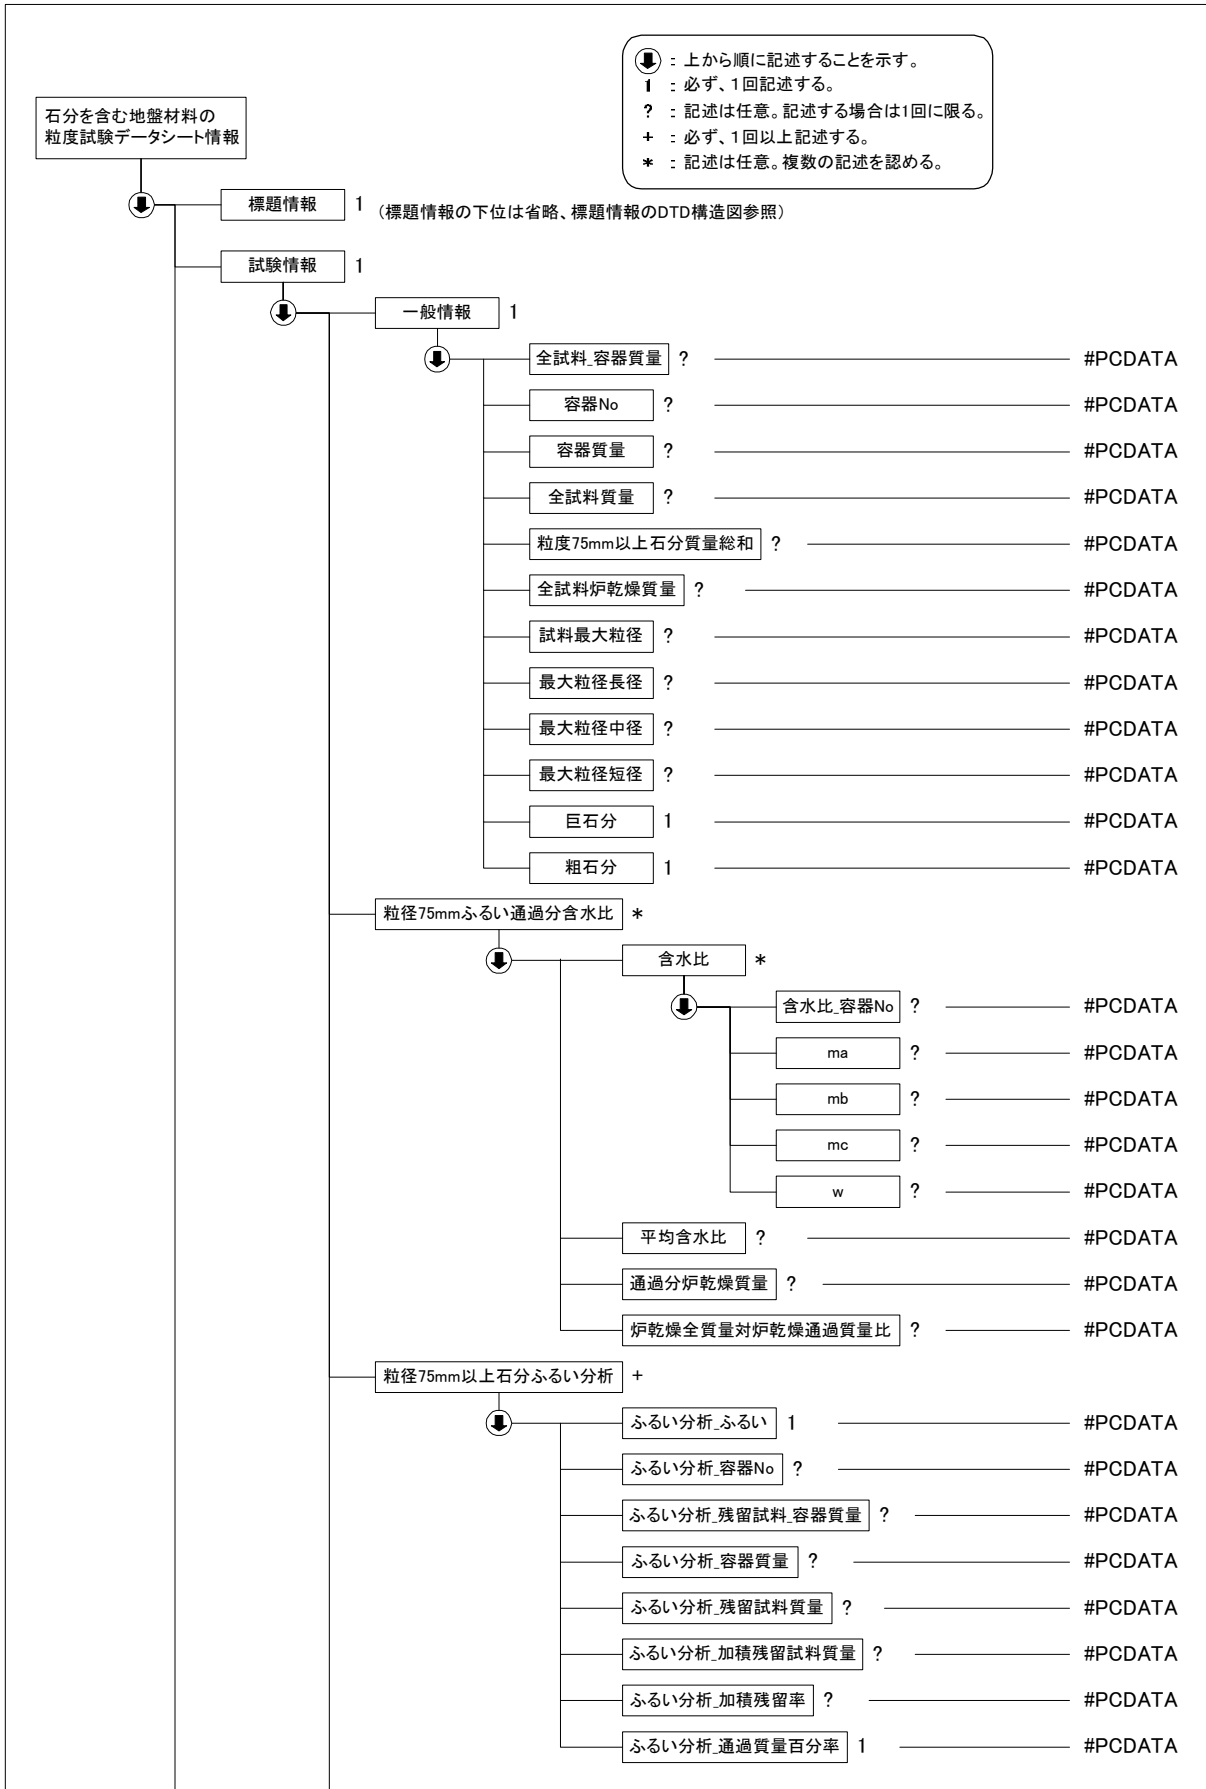 : 上から順に記述することを示す。
1 : 必ず、1回記述する。
? : 記述は任意。記述する場合は1回に限る。
+ : 必ず、1回以上記述する。
* : 記述は任意。複数の記述を認める。
石分を含む地盤材料の
粒度試験データシート情報
標題情報 1 (標題情報の下位は省略、標題情報のDTD構造図参照)
試験情報 1
一般情報 1
全試料_容器質量 ? #PCDATA
容器No ? #PCDATA
容器質量 ? #PCDATA
全試料質量 ? #PCDATA
粒度75mm以上石分質量総和 ? #PCDATA
全試料炉乾燥質量 ? #PCDATA
試料最大粒径 ? #PCDATA
最大粒径長径 ? #PCDATA
最大粒径中径 ? #PCDATA
最大粒径短径 ? #PCDATA
巨石分 1 #PCDATA
粗石分 1 #PCDATA
粒径75mmふるい通過分含水比 *
含水比 *
含水比_容器No ? #PCDATA
ma ? #PCDATA
mb ? #PCDATA
mc ? #PCDATA
w ? #PCDATA
平均含水比 ? #PCDATA
通過分炉乾燥質量 ? #PCDATA
炉乾燥全質量対炉乾燥通過質量比 ? #PCDATA
粒径75mm以上石分ふるい分析 +
ふるい分析_ふるい 1 #PCDATA
ふるい分析_容器No ? #PCDATA
ふるい分析_残留試料_容器質量 ? #PCDATA
ふるい分析_容器質量 ? #PCDATA
ふるい分析_残留試料質量 ? #PCDATA
ふるい分析_加積残留試料質量 ? #PCDATA
ふるい分析_加積残留率 ? #PCDATA
ふるい分析_通過質量百分率 1 #PCDATA